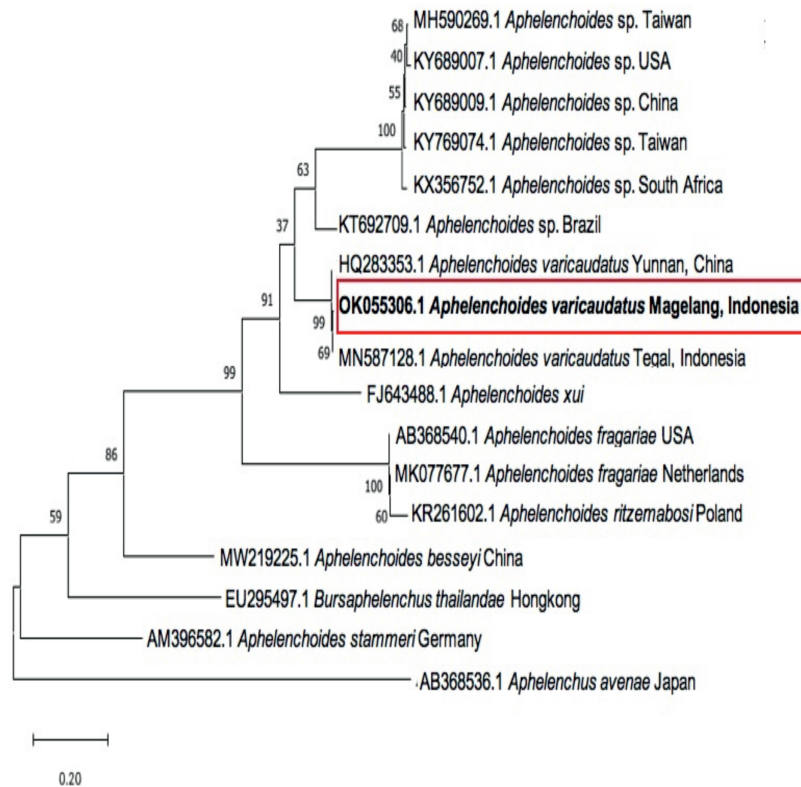 MH590269.1 Aphelenchoides sp. Taiwan
68
40
KY689007.1 Aphelenchoides sp. USA
55
KY689009.1 Aphelenchoides sp. China
100
KY769074.1 Aphelenchoides sp. Taiwan
63
KX356752.1 Aphelenchoides sp. South Africa
37
KT692709.1 Aphelenchoides sp. Brazil
HQ283353.1 Aphelenchoides varicaudatus Yunnan, China
91
OK055306.1 Aphelenchoides varicaudatus Magelang, Indonesia
99
69
MN587128.1 Aphelenchoides varicaudatus Tegal, Indonesia
99
FJ643488.1 Aphelenchoides xui
AB368540.1 Aphelenchoides fragariae USA
86
MK077677.1 Aphelenchoides fragariae Netherlands
100
60
KR261602.1 Aphelenchoides ritzemabosi Poland
59
MW219225.1 Aphelenchoides besseyi China
EU295497.1 Bursaphelenchus thailandae Hongkong
AM396582.1 Aphelenchoides stammeri Germany
AB368536.1 Aphelenchus avenae Japan
0.20